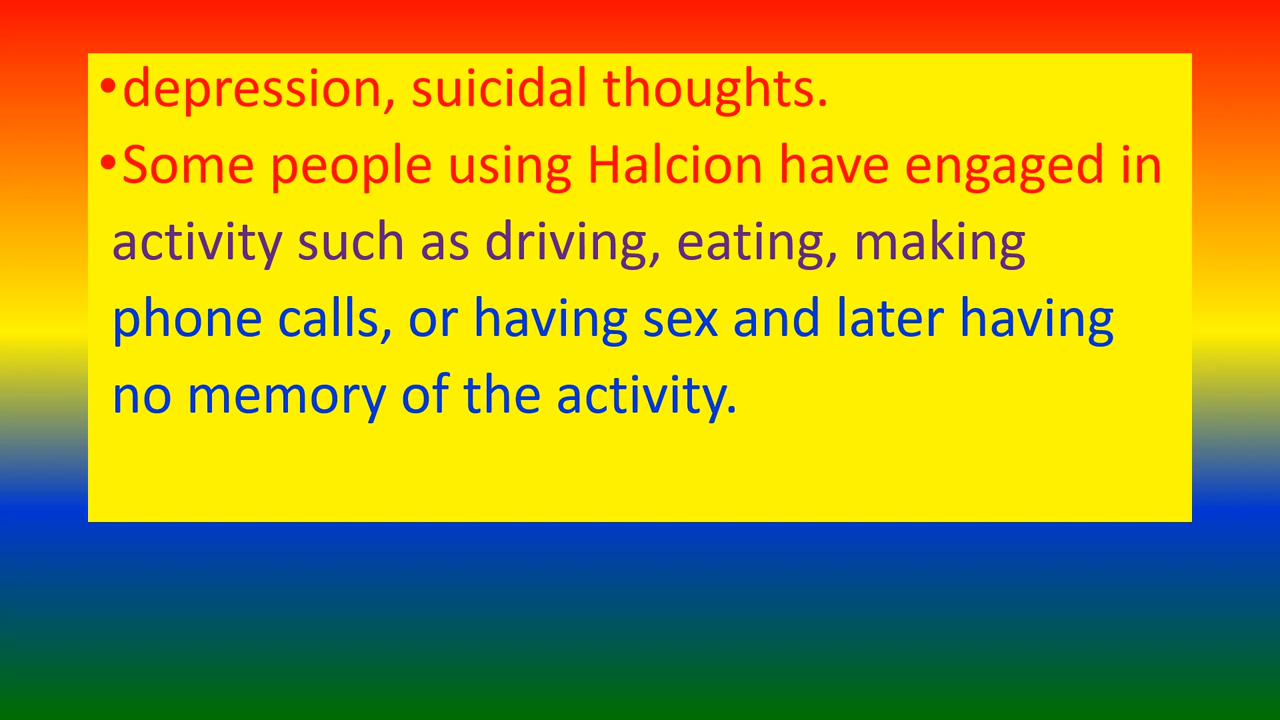 •depression, suicidal thoughts.
•Some people using Halcion have engaged in
activity such as driving, eating, making
phone calls, or having sex and later having
no memory of the activity.